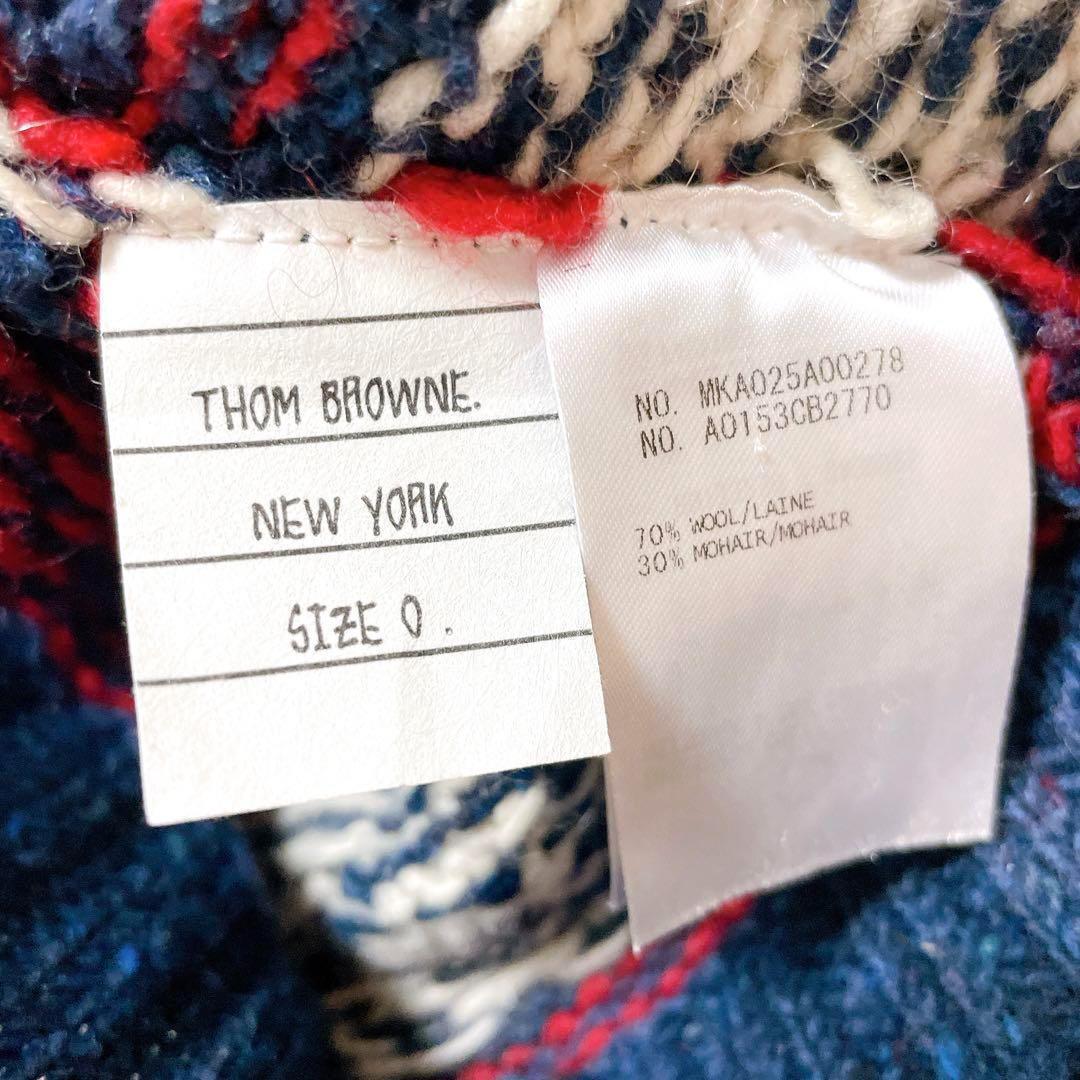 THOM BROWNE.
NEW YORK
SIZE 0.
NO. MKA025A00278
NO. A0153CB2770
70% WOOL/LAINE
30% MOHAIR/MOHAIR